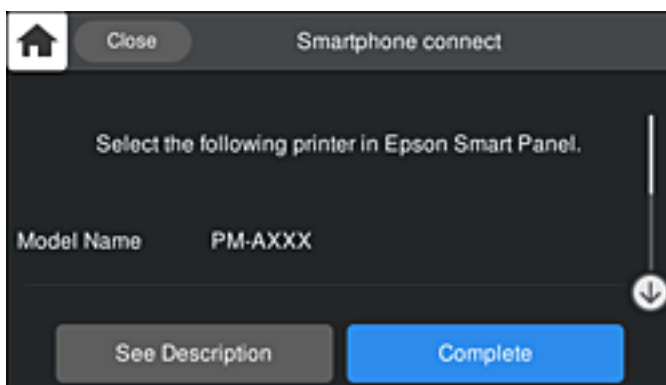 Close
Smartphone connect
Select the following printer in Epson Smart Panel.
Model Name PM-AXXX
See Description
Complete